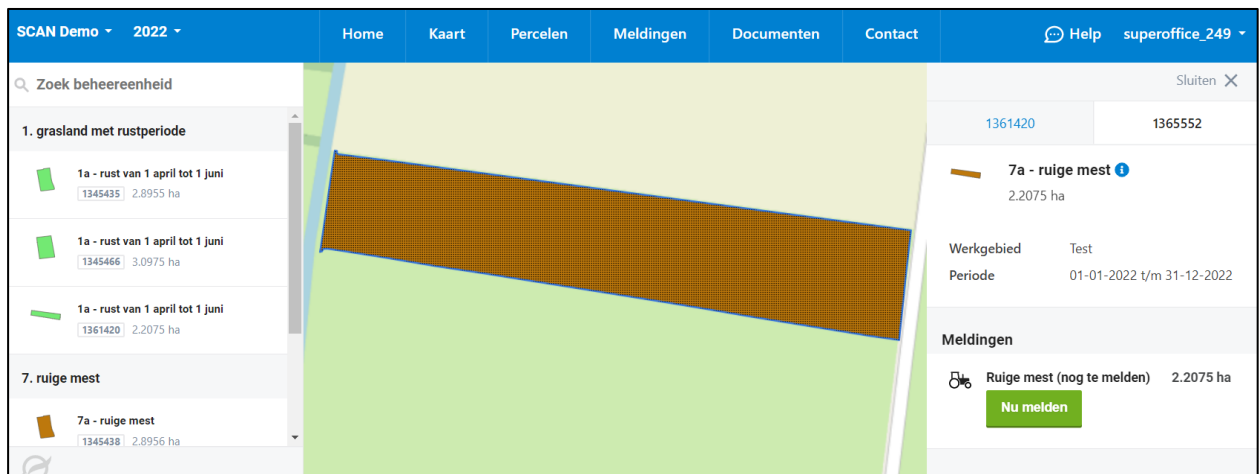 SCAN Demo 2022 Home Kaart Percelen Meldingen Documenten Contact Help superoffice_249
Zoek beheereenheid
1. grasland met rustperiode
1a - rust van 1 april tot 1 juni
1345435 2.8955 ha
1a - rust van 1 april tot 1 juni
1345466 3.0975 ha
1a - rust van 1 april tot 1 juni
1361420 2.2075 ha
7. ruige mest
7a - ruige mest
1345438 2.8956 ha
Sluiten
1361420 1365552
7a - ruige mest
2.2075 ha
Werkgebied Test
Periode 01-01-2022 t/m 31-12-2022
Meldingen
Ruige mest (nog te melden) 2.2075 ha
Nu melden